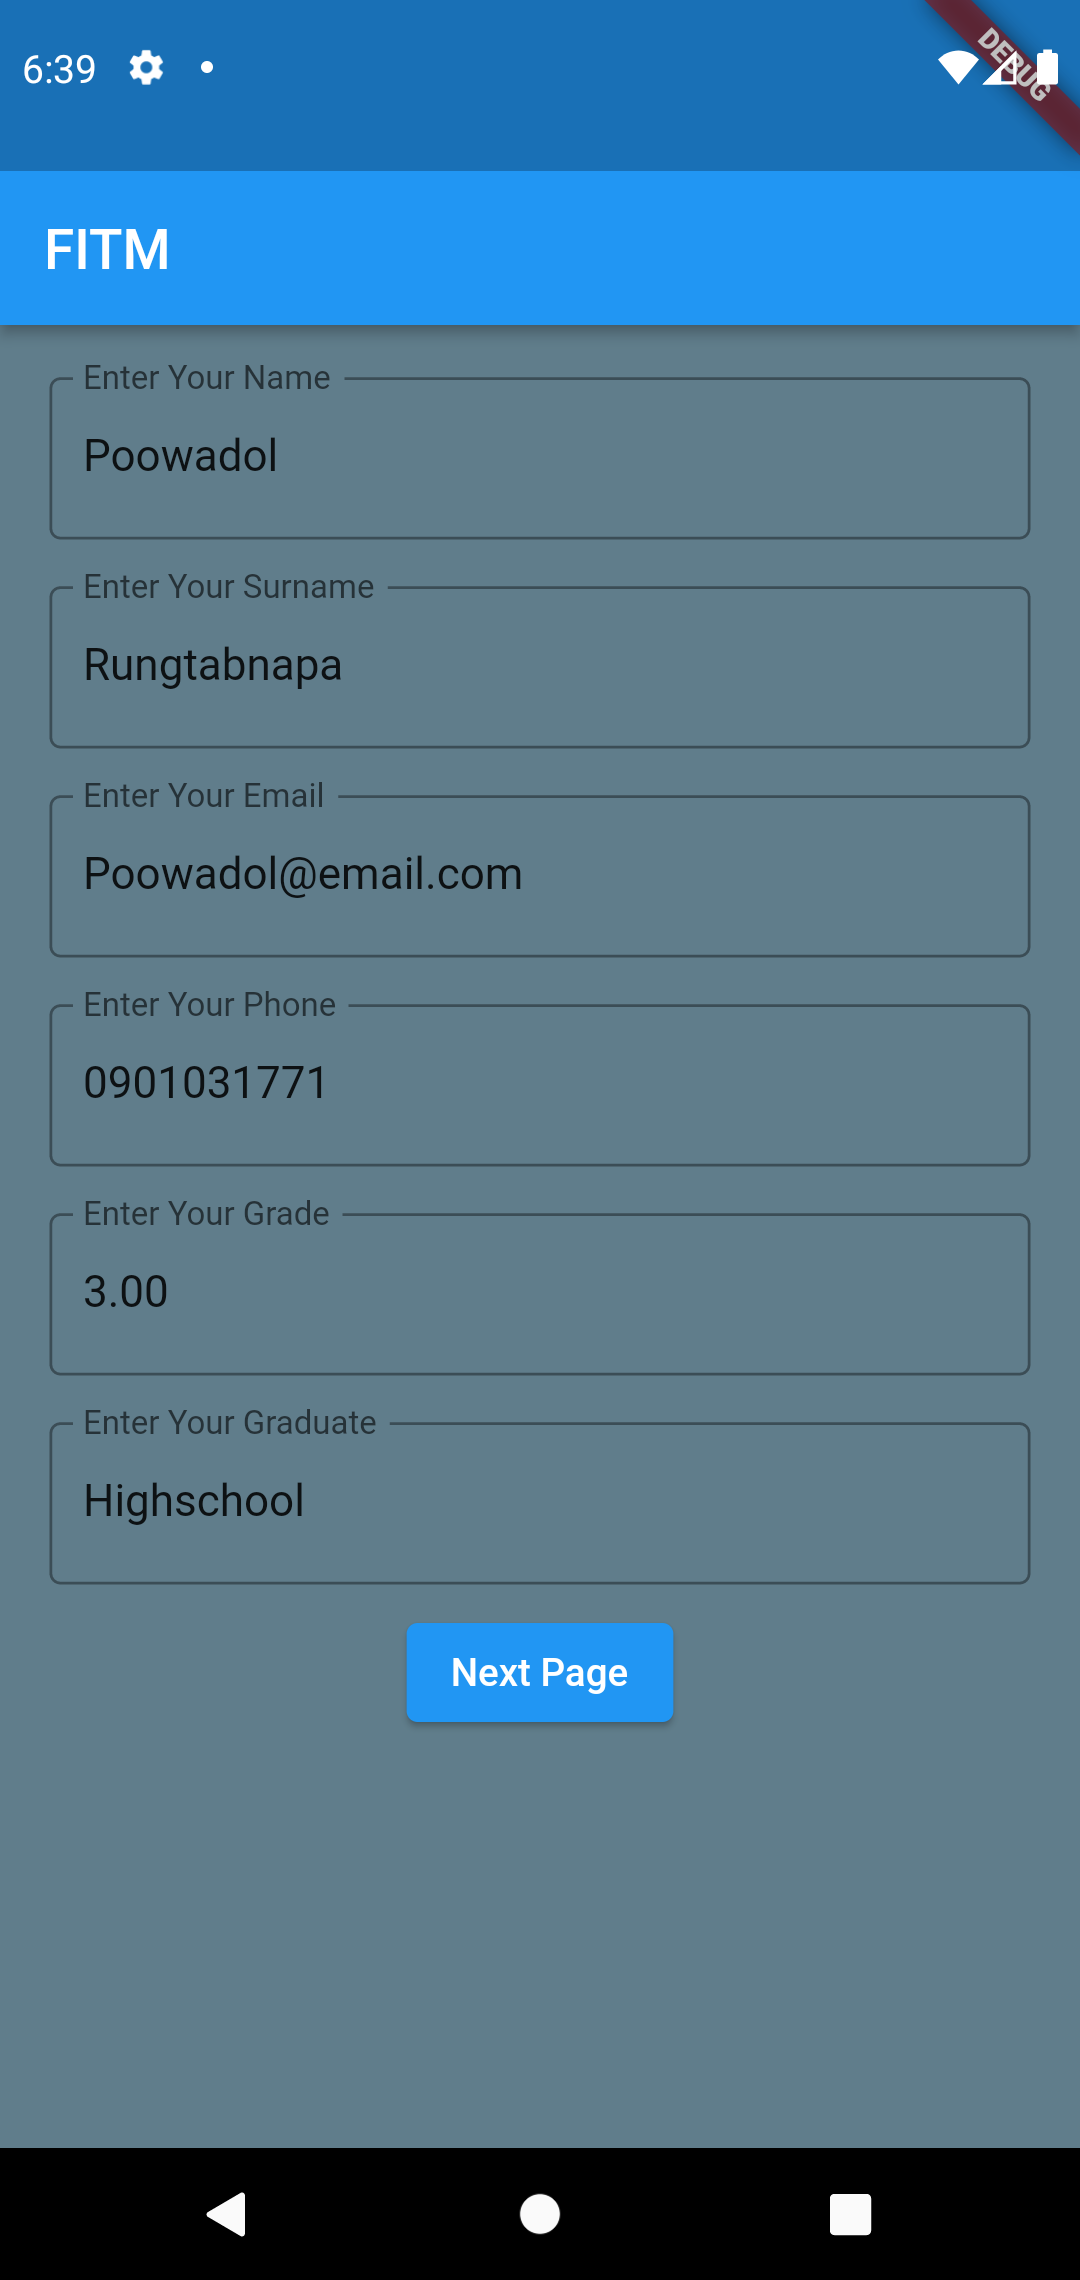 6:39
DEBUG
FITM
Enter Your Name
Poowadol
Enter Your Surname
Rungtabnapa
Enter Your Email
Poowadol@email.com
Enter Your Phone
0901031771
Enter Your Grade
3.00
Enter Your Graduate
Highschool
Next Page